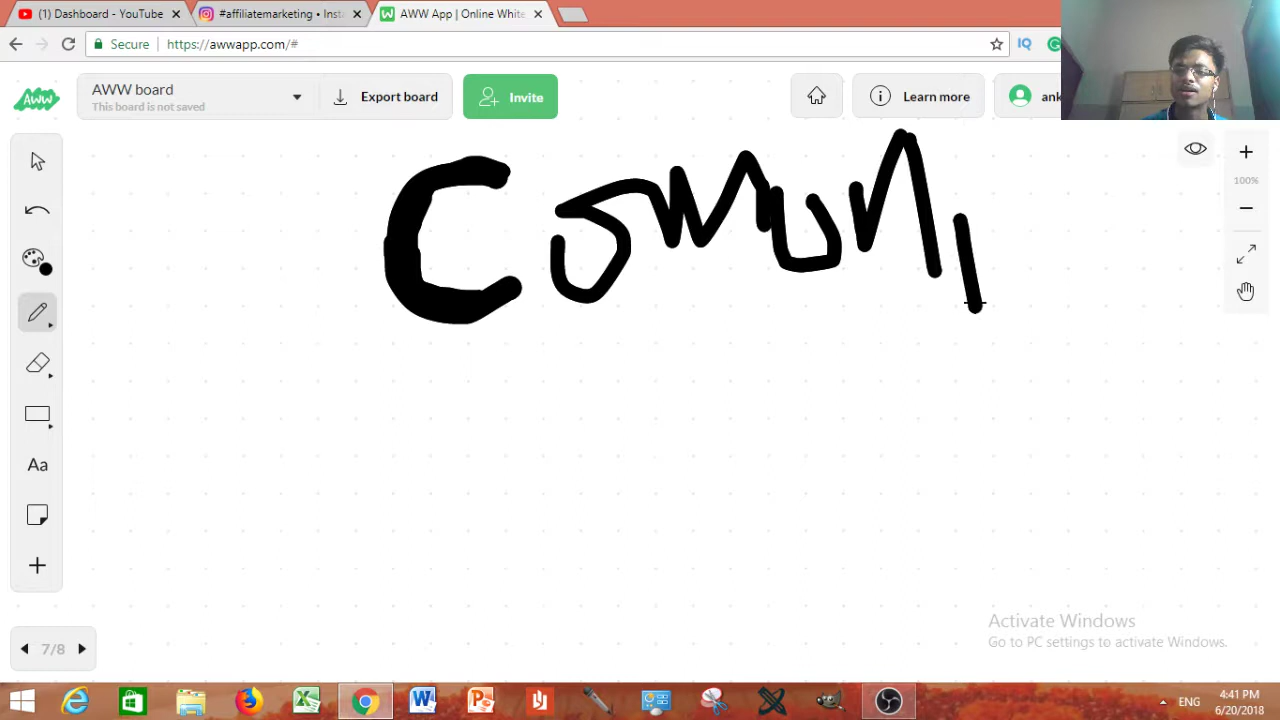 (1) Dashboard - YouTube
#affiliatemarketing • Inst
AWW App | Online White
Secure
https://awwapp.com/#
AWW board
This board is not saved
Export board
Invite
Learn more
ank
100%
Comuni
Aa
7/8
Activate Windows
Go to PC settings to activate Windows.
ENG
4:41 PM
6/20/2018